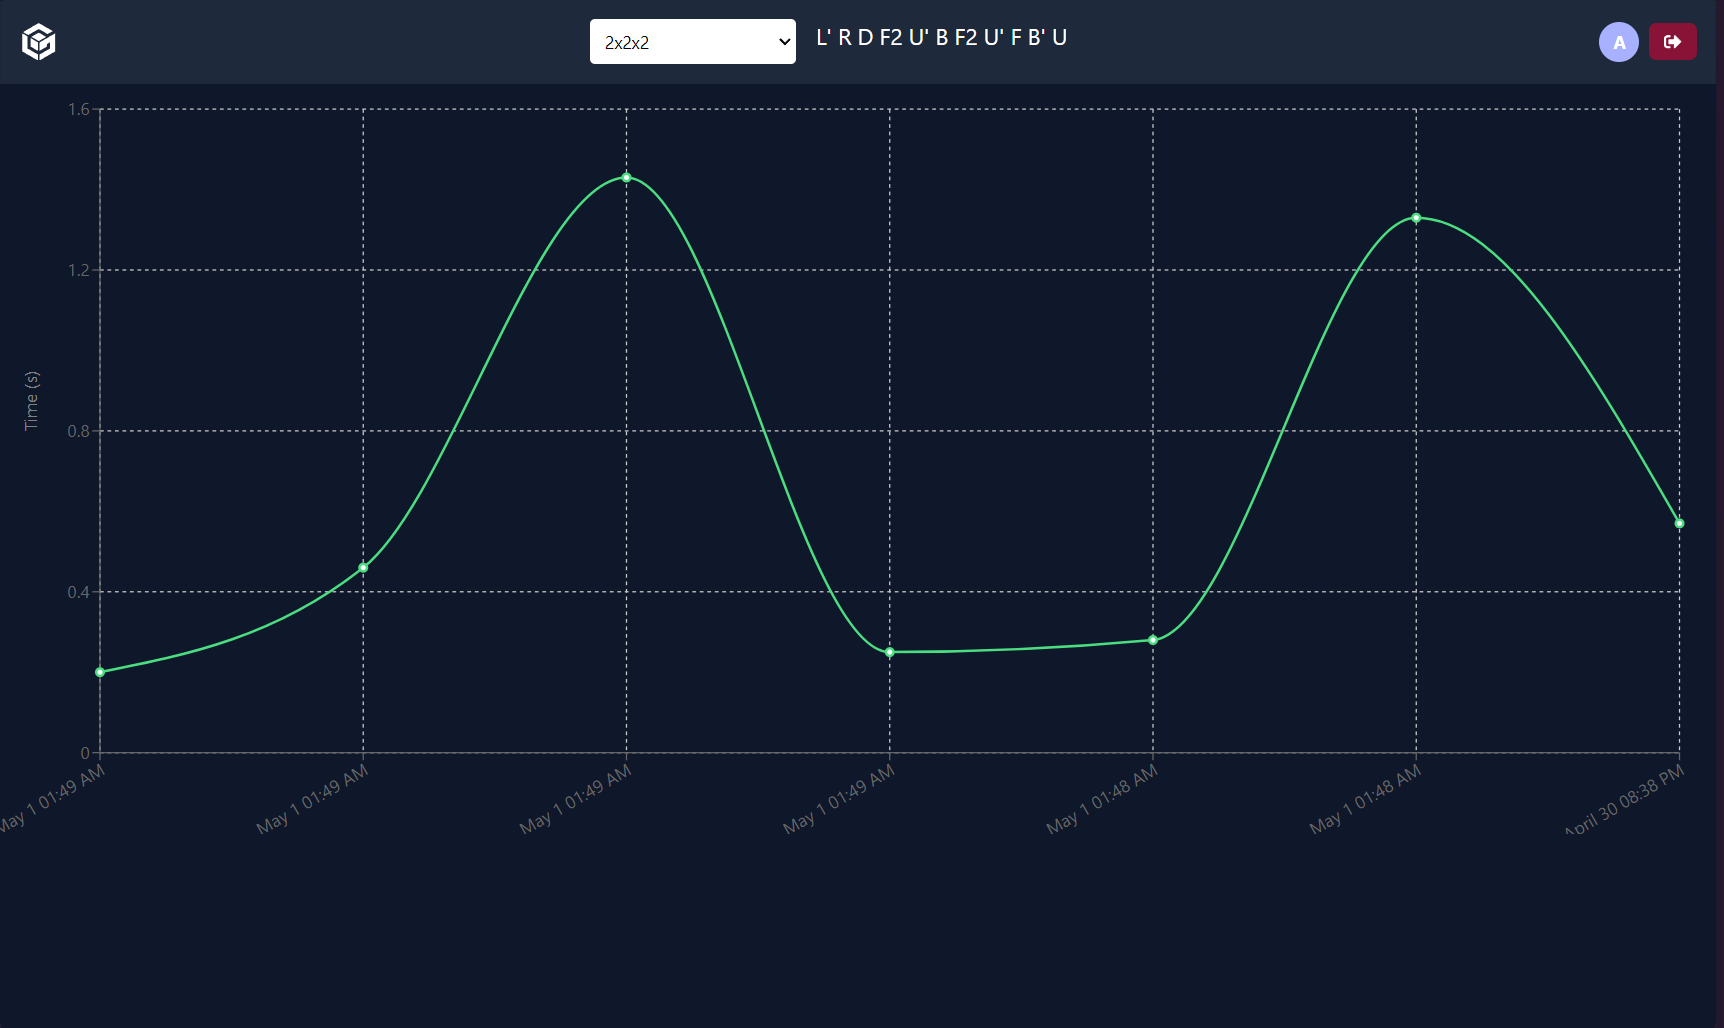 2x2x2
L' R D F2 U' B F2 U' F B' U
A
1.6
1.2
0.8
0.4
0
Time (s)
May 1 01:49 AM
May 1 01:49 AM
May 1 01:49 AM
May 1 01:49 AM
May 1 01:48 AM
May 1 01:48 AM
April 30 08:38 PM